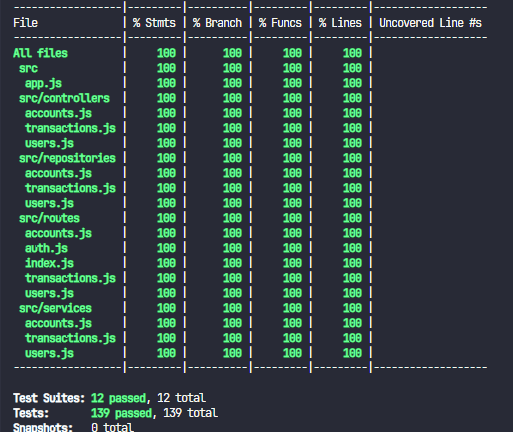 -------------------|---------|----------|---------|---------|-------------------
File               | % Stmts | % Branch | % Funcs | % Lines | Uncovered Line #s
-------------------|---------|----------|---------|---------|-------------------
All files          |     100 |      100 |     100 |     100 |
 src               |     100 |      100 |     100 |     100 |
  app.js           |     100 |      100 |     100 |     100 |
 src/controllers   |     100 |      100 |     100 |     100 |
  accounts.js      |     100 |      100 |     100 |     100 |
  transactions.js  |     100 |      100 |     100 |     100 |
  users.js         |     100 |      100 |     100 |     100 |
 src/repositories  |     100 |      100 |     100 |     100 |
  accounts.js      |     100 |      100 |     100 |     100 |
  transactions.js  |     100 |      100 |     100 |     100 |
  users.js         |     100 |      100 |     100 |     100 |
 src/routes        |     100 |      100 |     100 |     100 |
  accounts.js      |     100 |      100 |     100 |     100 |
  auth.js          |     100 |      100 |     100 |     100 |
  index.js         |     100 |      100 |     100 |     100 |
  transactions.js  |     100 |      100 |     100 |     100 |
  users.js         |     100 |      100 |     100 |     100 |
 src/services      |     100 |      100 |     100 |     100 |
  accounts.js      |     100 |      100 |     100 |     100 |
  transactions.js  |     100 |      100 |     100 |     100 |
  users.js         |     100 |      100 |     100 |     100 |
-------------------|---------|----------|---------|---------|-------------------
Test Suites: 12 passed, 12 total
Tests:       139 passed, 139 total
Snapshots:   0 total